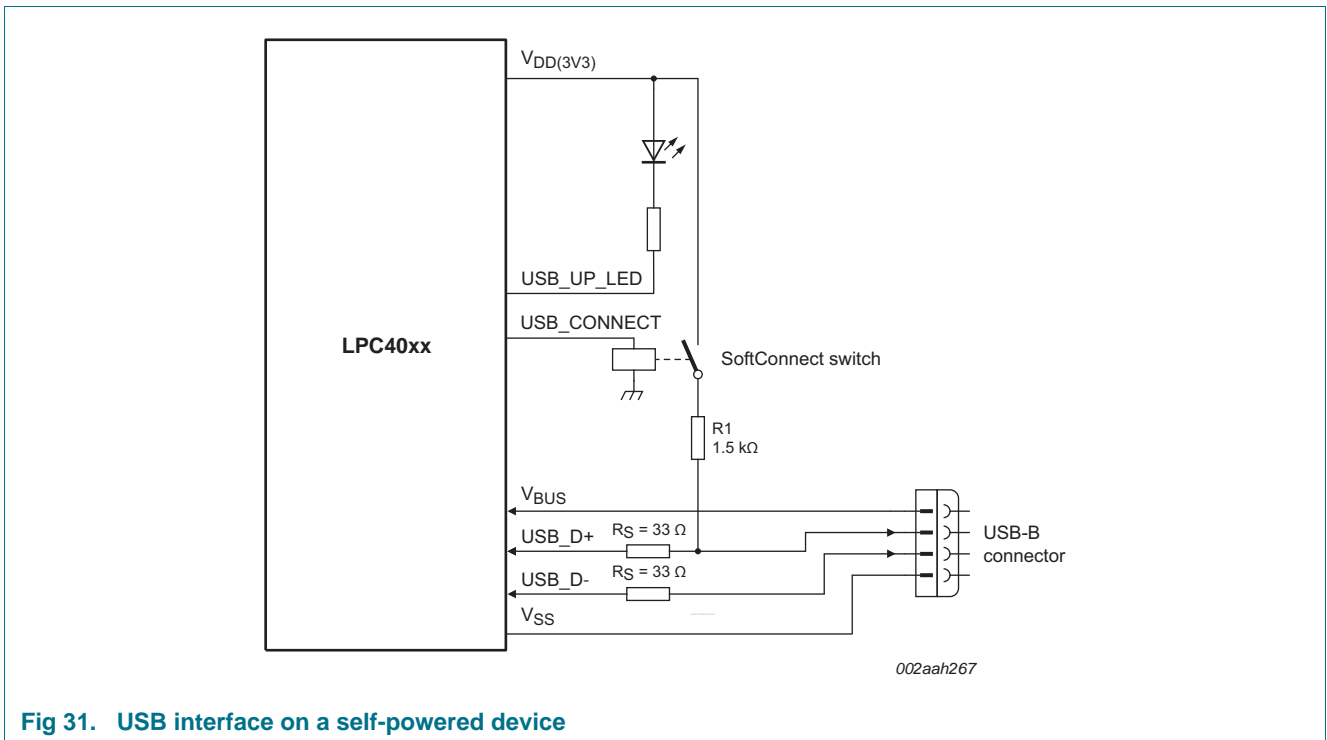 VDD(3V3)
USB_UP_LED
USB_CONNECT
LPC40xx
SoftConnect switch
R1
1.5 kΩ
VBUS
USB_D+
RS = 33 Ω
USB-B
connector
USB_D-
RS = 33 Ω
VSS
002aah267
Fig 31. USB interface on a self-powered device